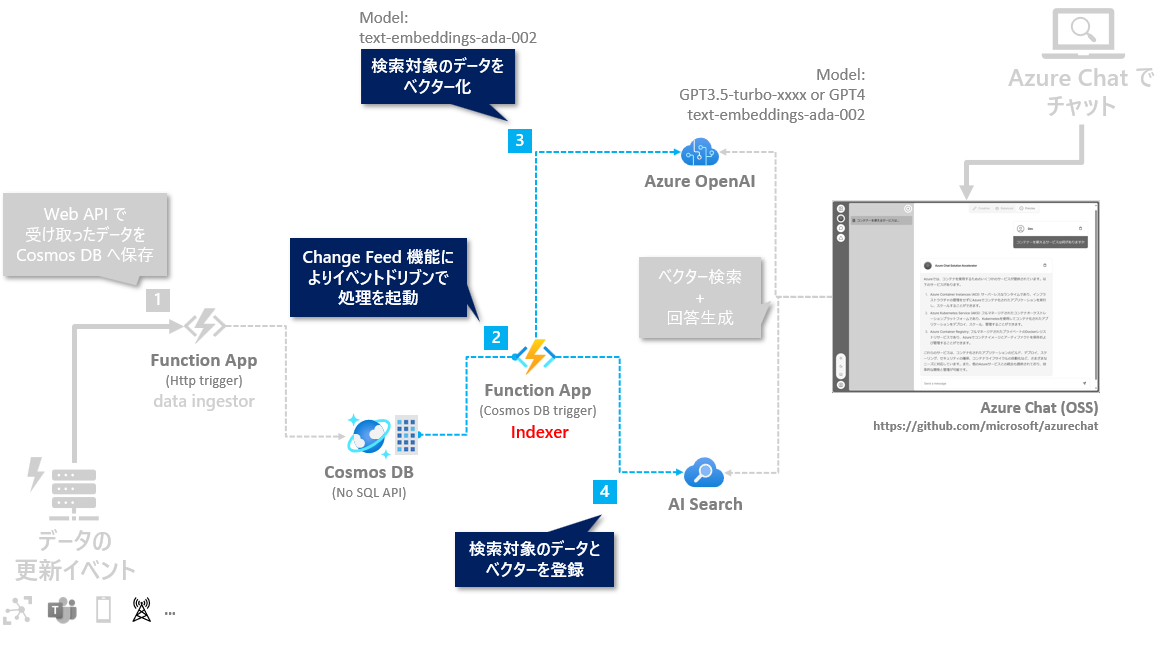 Model:
text-embeddings-ada-002
検索対象のデータを
ベクター化
3
Model:
GPT3.5-turbo-xxxx or GPT4
text-embeddings-ada-002
Azure OpenAI
Azure Chat で
チャット
Web API で
受け取ったデータを
Cosmos DB へ保存
1
Function App
(Http trigger)
data ingestor
Change Feed 機能に
よりイベントドリブンで
処理を起動
2
Function App
(Cosmos DB trigger)
Indexer
ベクター検索
+
回答生成
Azure Chat (OSS)
https://github.com/microsoft/azurechat
Cosmos DB
(No SQL API)
4
AI Search
検索対象のデータと
ベクターを登録
データの
更新イベント
T
...